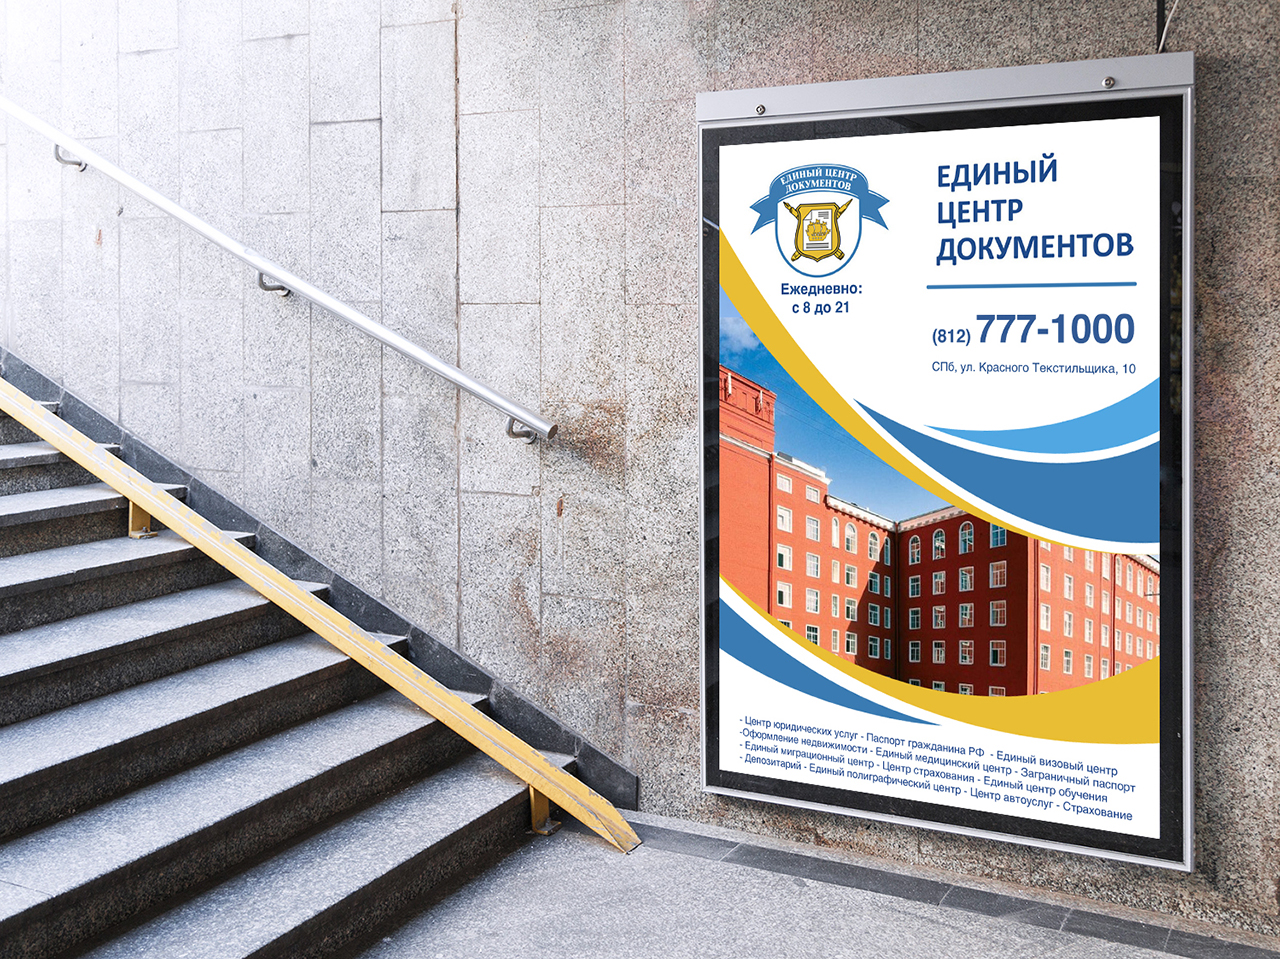 ЕДИНЫЙ ЦЕНТР
ДОКУМЕНТОВ
Ежедневно:
с 8 до 21
ЕДИНЫЙ
ЦЕНТР
ДОКУМЕНТОВ
(812) 777-1000
СПб, ул. Красного Текстильщика, 10
- Центр юридических услуг - Паспорт гражданина РФ - Единый визовый центр
-Оформление недвижимости - Единый медицинский центр - Заграничный паспорт
- Единый миграционный центр - Центр страхования - Единый центр обучения
- Депозитарий - Единый полиграфический центр - Центр автоуслуг - Страхование